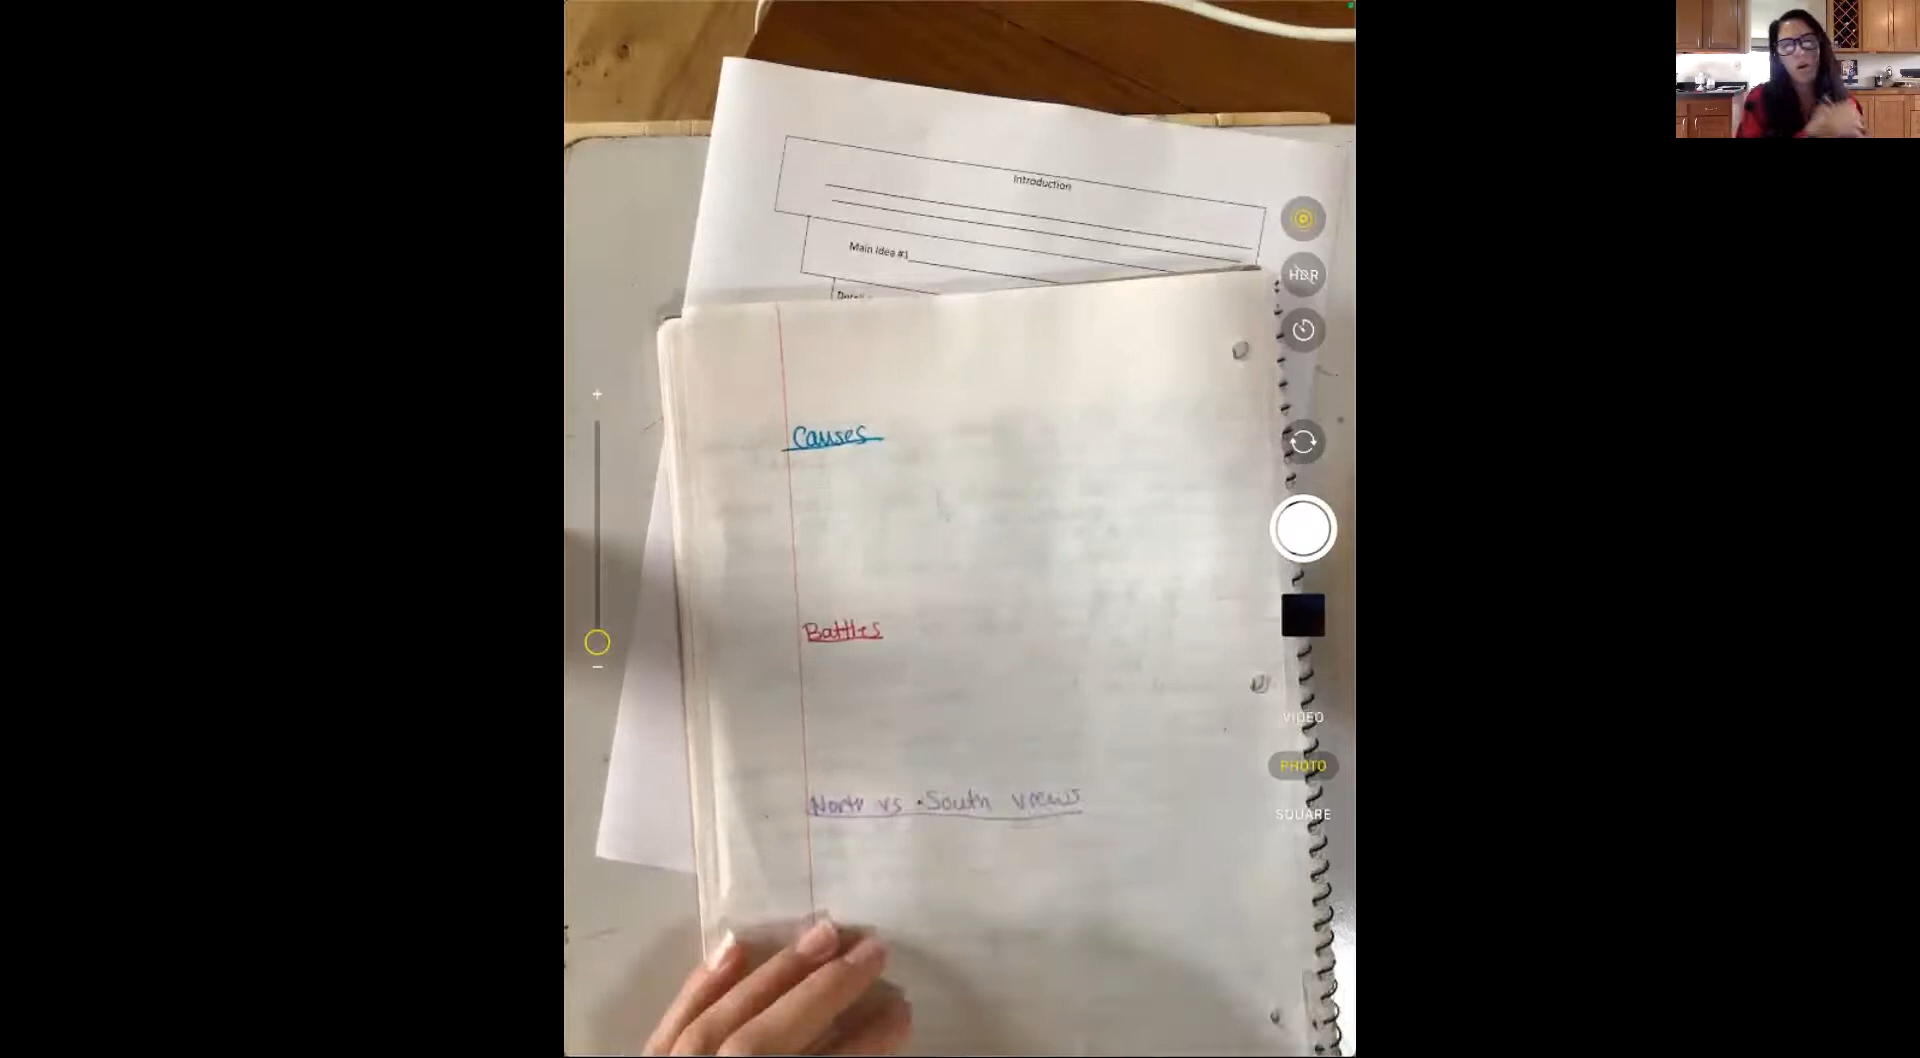 Introduction
Main Idea #1
HDR
Causes
Battles
North vs. South views
VIDEO
PHOTO
SQUARE